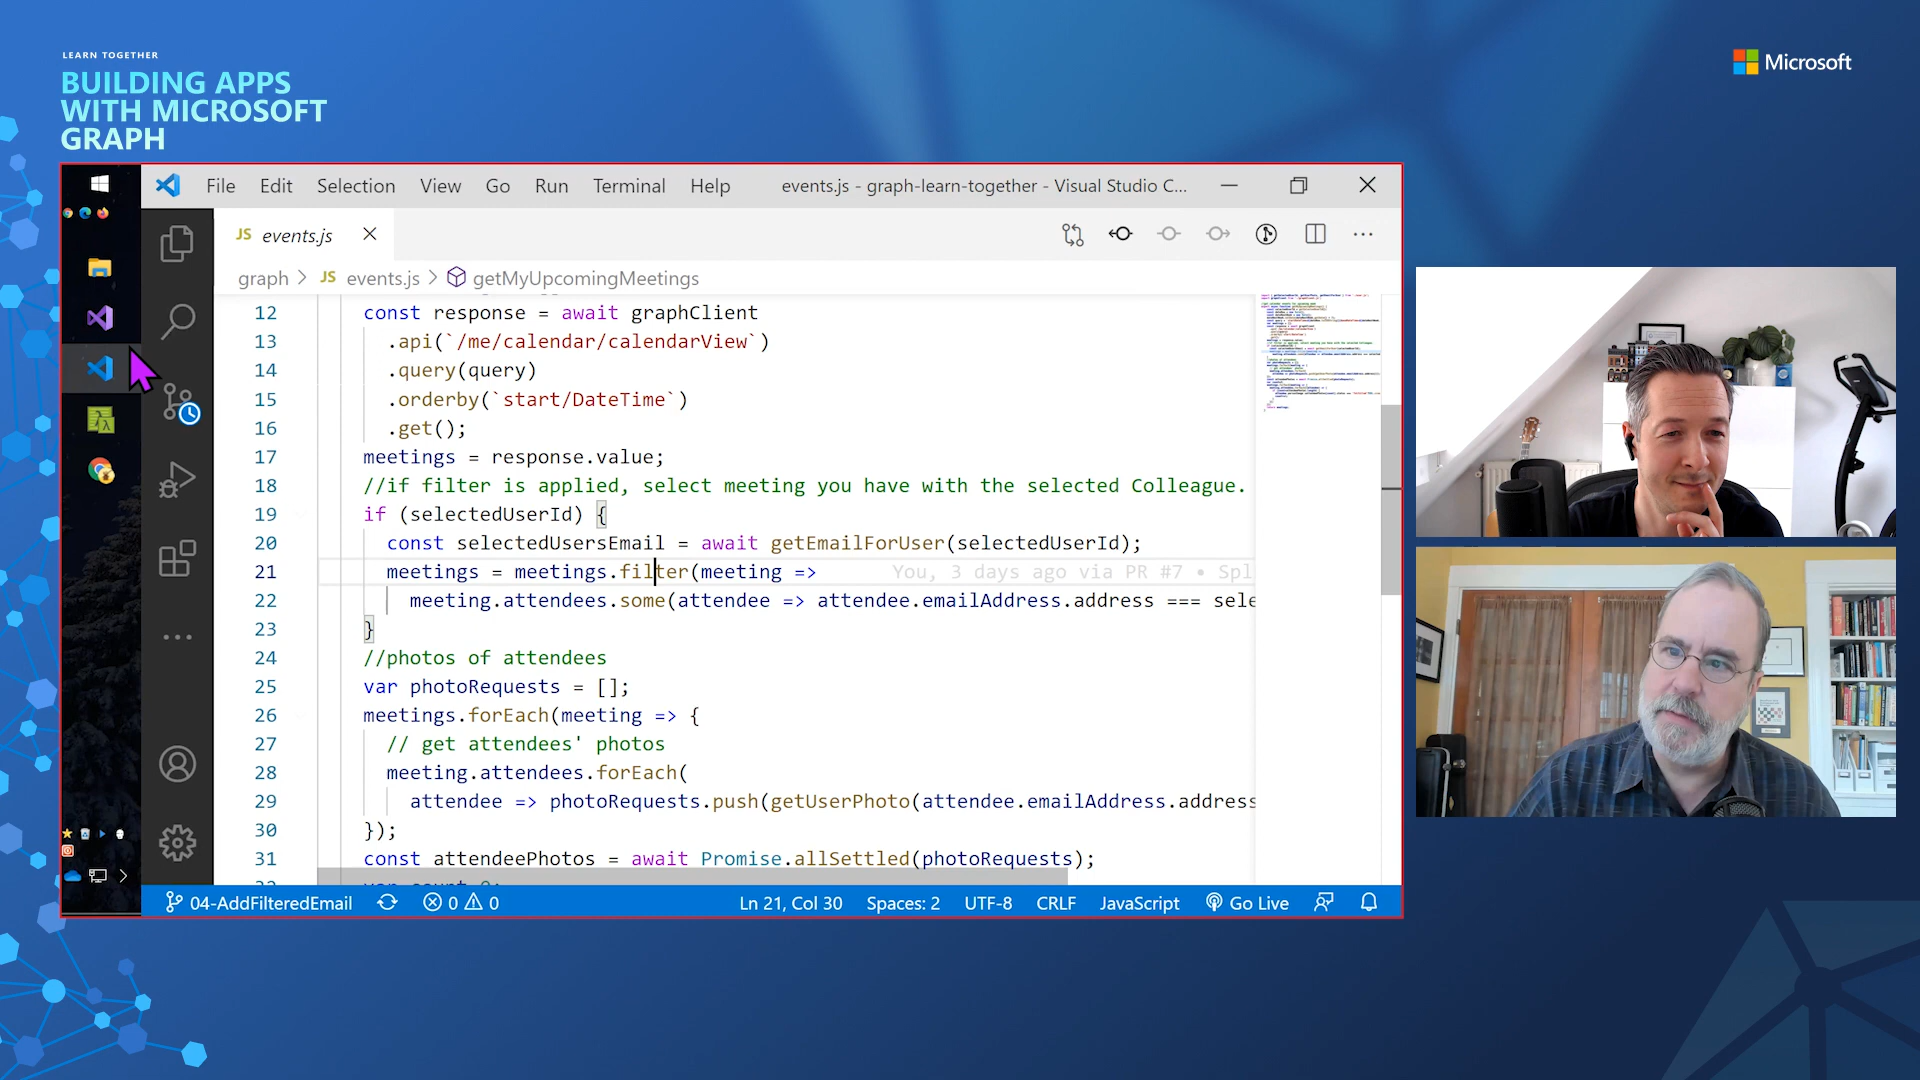 LEARN TOGETHER
BUILDING APPS
WITH MICROSOFT
GRAPH
Microsoft
File Edit Selection View Go Run Terminal Help events.js - graph-learn-together - Visual Studio C...
JS events.js
graph > JS events.js > getMyUpcomingMeetings
12 const response = await graphClient
13 .api(`/me/calendar/calendarView`)
14 .query(query)
15 .orderby(`start/DateTime`)
16 .get();
17 meetings = response.value;
18 //if filter is applied, select meeting you have with the selected Colleague.
19 if (selectedUserId) {
20 const selectedUsersEmail = await getEmailForUser(selectedUserId);
21 meetings = meetings.filter(meeting => You, 3 days ago via PR #7 • Spl
22 meeting.attendees.some(attendee => attendee.emailAddress.address === sele
23 }
24 //photos of attendees
25 var photoRequests = [];
26 meetings.forEach(meeting => {
27 // get attendees' photos
28 meeting.attendees.forEach(
29 attendee => photoRequests.push(getUserPhoto(attendee.emailAddress.address
30 });
31 const attendeePhotos = await Promise.allSettled(photoRequests);
04-AddFilteredEmail 0 0 Ln 21, Col 30 Spaces: 2 UTF-8 CRLF JavaScript Go Live